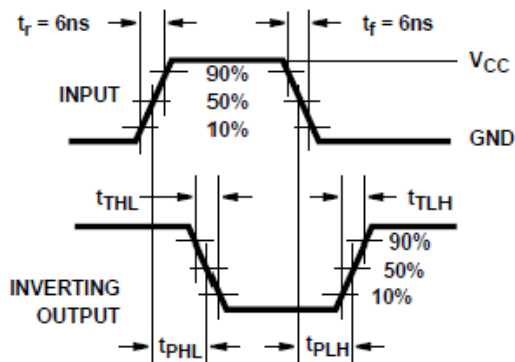 tr = 6ns
tf = 6ns
VCC
90%
INPUT
50%
10%
GND
tTHL
tTLH
90%
50%
10%
INVERTING
OUTPUT
tPHL
tPLH